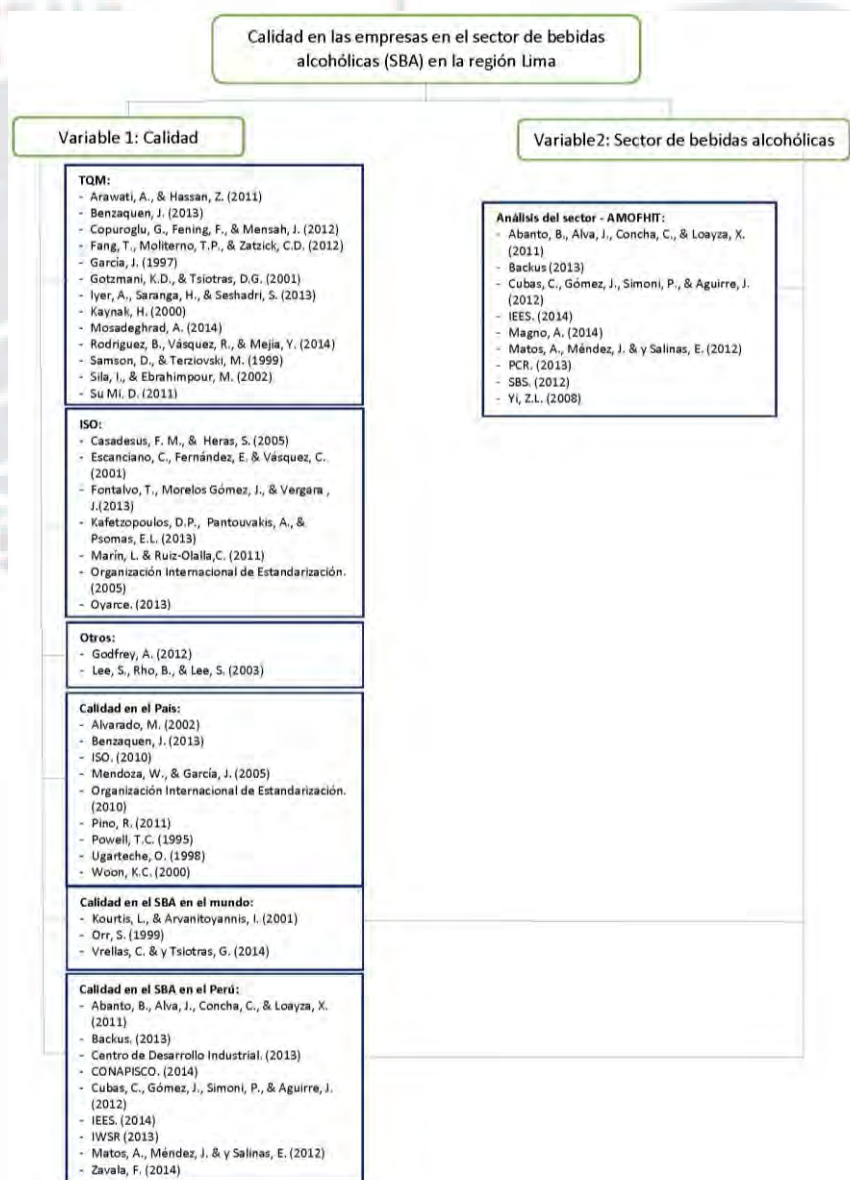 Calidad en las empresas en el sector de bebidas
alcohólicas (SBA) en la región Lima
Variable 1: Calidad
Variable2: Sector de bebidas alcohólicas
TQM:
- Arawati, A., & Hassan, Z. (2011)
- Benzaquen, J. (2013)
- Copuroglu, G., Fening, F., & Mensah, J. (2012)
- Fang, T., Moliterno, T.P., & Zatzick, C.D. (2012)
- García, J. (1997)
- Gotzmani, K.D., & Tsiotras, D.G. (2001)
- Iyer, A., Saranga, H., & Seshadri, S. (2013)
- Kaynak, H. (2000)
- Mosadeghrad, A. (2014)
- Rodriguez, B., Vásquez, R., & Mejía, Y. (2014)
- Samson, D., & Terziovski, M. (1999)
- Sila, I., & Ebrahimpour, M. (2002)
- Su Mi. D. (2011)
ISO:
- Casadesus, F. M., & Heras, S. (2005)
- Escanciano, C., Fernández, E. & Vásquez, C.
(2001)
- Fontalvo, T., Morelos Gómez, J., & Vergara ,
J.(2013)
- Kafetzopoulos, D.P., Pantouvakis, A., &
Psomas, E.L. (2013)
- Marín, L. & Ruiz-Olalla,C. (2011)
- Organización Internacional de Estandarización.
(2005)
- Oyarce. (2013)
Otros:
- Godfrey, A. (2012)
- Lee, S., Rho, B., & Lee, S. (2003)
Calidad en el País:
- Alvarado, M. (2002)
- Benzaquen, J. (2013)
- ISO. (2010)
- Mendoza, W., & García, J. (2005)
- Organización Internacional de Estandarización.
(2010)
- Pino, R. (2011)
- Powell, T.C. (1995)
- Ugarteche, O. (1998)
- Woon, K.C. (2000)
Calidad en el SBA en el mundo:
- Kourtis, L., & Arvanitoyannis, I. (2001)
- Orr, S. (1999)
- Vrellas, C. & y Tsiotras, G. (2014)
Calidad en el SBA en el Perú:
- Abanto, B., Alva, J., Concha, C., & Loayza, X.
(2011)
- Backus. (2013)
- Centro de Desarrollo Industrial. (2013)
- CONAPISCO. (2014)
- Cubas, C., Gómez, J., Simoni, P., & Aguirre, J.
(2012)
- IEES. (2014)
- IWSR (2013)
- Matos, A., Méndez, J. & y Salinas, E. (2012)
- Zavala, F. (2014)
Análisis del sector - AMOFHIT:
- Abanto, B., Alva, J., Concha, C., & Loayza, X.
(2011)
- Backus (2013)
- Cubas, C., Gómez, J., Simoni, P., & Aguirre, J.
(2012)
- IEES. (2014)
- Magno, A. (2014)
- Matos, A., Méndez, J. & y Salinas, E. (2012)
- PCR. (2013)
- SBS. (2012)
- Yi, Z.L. (2008)